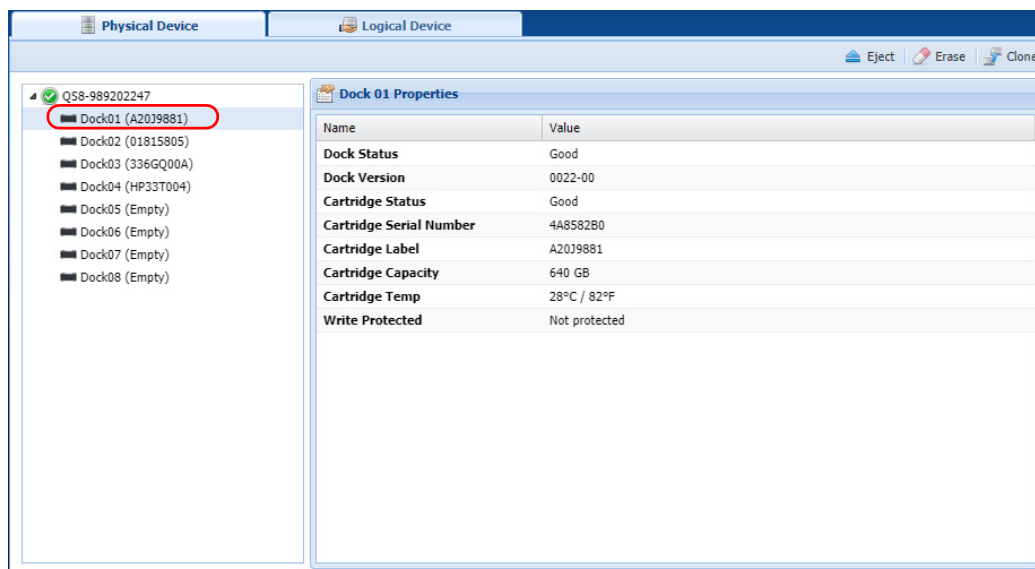 Physical Device
Logical Device
Eject
Erase
Clone
QS8-989202247
Dock01 (A20J9881)
Dock02 (01815805)
Dock03 (336GQ00A)
Dock04 (HP33T004)
Dock05 (Empty)
Dock06 (Empty)
Dock07 (Empty)
Dock08 (Empty)
Dock 01 Properties
Name Value
Dock Status Good
Dock Version 0022-00
Cartridge Status Good
Cartridge Serial Number 4A8582B0
Cartridge Label A20J9881
Cartridge Capacity 640 GB
Cartridge Temp 28°C / 82°F
Write Protected Not protected